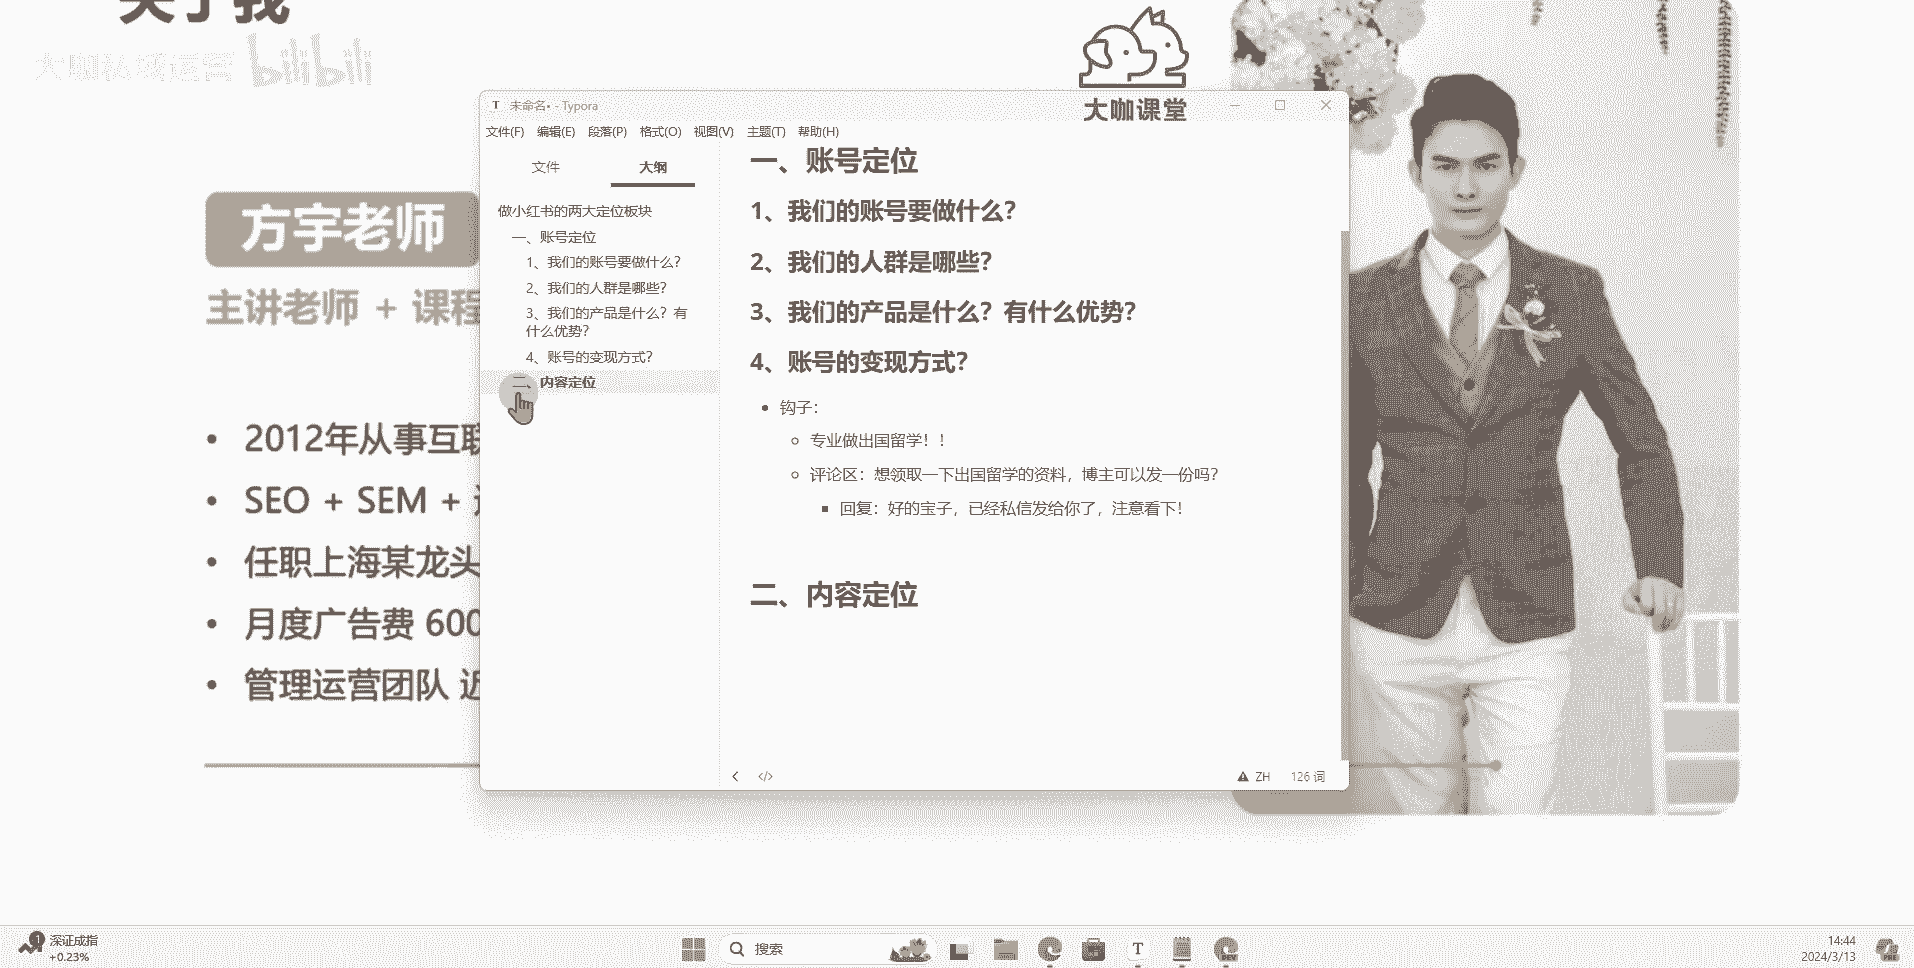 关于我
大咖私域运营 bilibili
大咖课堂
方宇老师
主讲老师 + 课程
2012年从事互联
SEO + SEM +
任职上海某龙头
月度广告费 600
管理运营团队 近
未命名• - Typora
文件(F) 编辑(E) 段落(P) 格式(O) 视图(V) 主题(T) 帮助(H)
文件 大纲
做小红书的两大定位板块
一、账号定位
1、我们的账号要做什么？
2、我们的人群是哪些？
3、我们的产品是什么？有
什么优势？
4、账号的变现方式？
二、内容定位
一、账号定位
1、我们的账号要做什么？
2、我们的人群是哪些？
3、我们的产品是什么？有什么优势？
4、账号的变现方式？
钩子：
专业做出国留学！！
评论区：想领取一下出国留学的资料，博主可以发一份吗？
回复：好的宝子，已经私信发给你了，注意看下！
二、内容定位
</> ZH 126 词
1 深证成指
+0.23%
搜索
T
DEV
14:44
2024/3/13
PRE